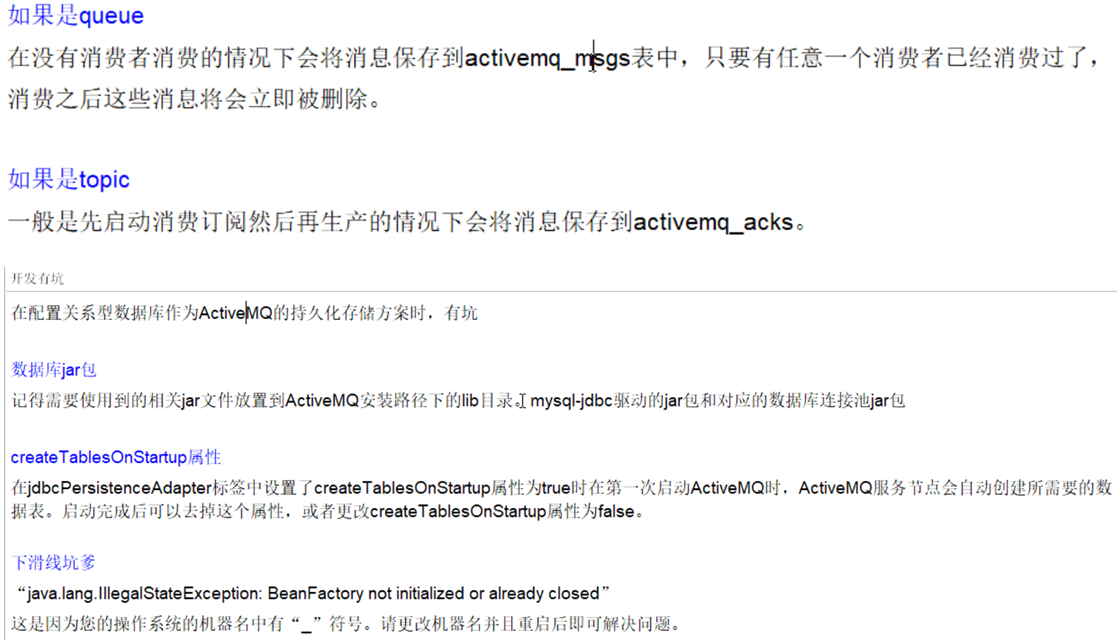 如果是queue
在没有消费者消费的情况下会将消息保存到activemq_msgs表中，只要有任意一个消费者已经消费过了，
消费之后这些消息将会立即被删除。
如果是topic
一般是先启动消费订阅然后再生产的情况下会将消息保存到activemq_acks。
开发有坑
在配置关系型数据库作为ActiveMQ的持久化存储方案时，有坑
数据库jar包
记得需要使用到的相关jar文件放置到ActiveMQ安装路径下的lib目录。mysql-jdbc驱动的jar包和对应的数据库连接池jar包
createTablesOnStartup属性
在jdbcPersistenceAdapter标签中设置了createTablesOnStartup属性为true时在第一次启动ActiveMQ时，ActiveMQ服务节点会自动创建所需要的数
据表。启动完成后可以去掉这个属性，或者更改createTablesOnStartup属性为false。
下滑线坑爹
“java.lang.IllegalStateException: BeanFactory not initialized or already closed”
这是因为您的操作系统的机器名中有“_”符号。请更改机器名并且重启后即可解决问题。